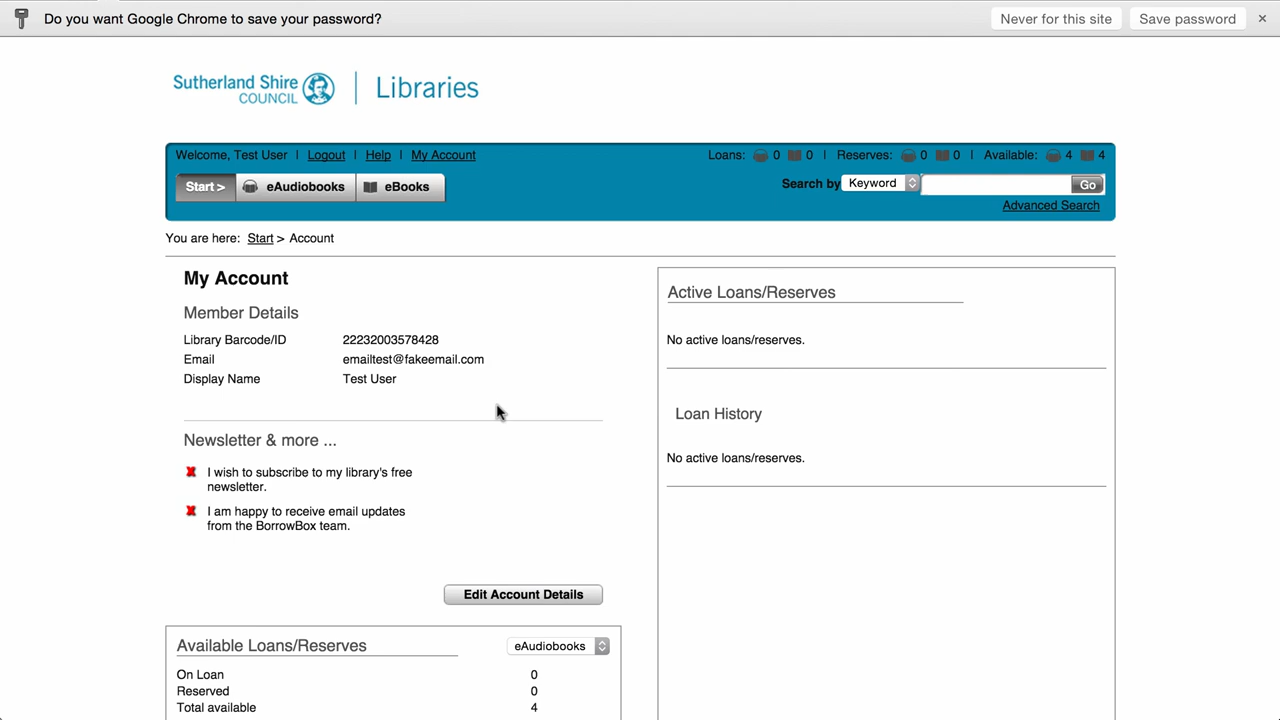 Do you want Google Chrome to save your password?
Never for this site
Save password
Sutherland Shire
COUNCIL
Libraries
Welcome, Test User | Logout | Help | My Account
Loans: 0 0 | Reserves: 0 0 | Available: 4 4
Start > eAudiobooks eBooks
Search by Keyword Go
Advanced Search
You are here: Start > Account
My Account
Member Details
Library Barcode/ID 22232003578428
Email emailtest@fakeemail.com
Display Name Test User
Newsletter & more ...
I wish to subscribe to my library's free
newsletter.
I am happy to receive email updates
from the BorrowBox team.
Edit Account Details
Available Loans/Reserves eAudiobooks
On Loan 0
Reserved 0
Total available 4
Active Loans/Reserves
No active loans/reserves.
Loan History
No active loans/reserves.